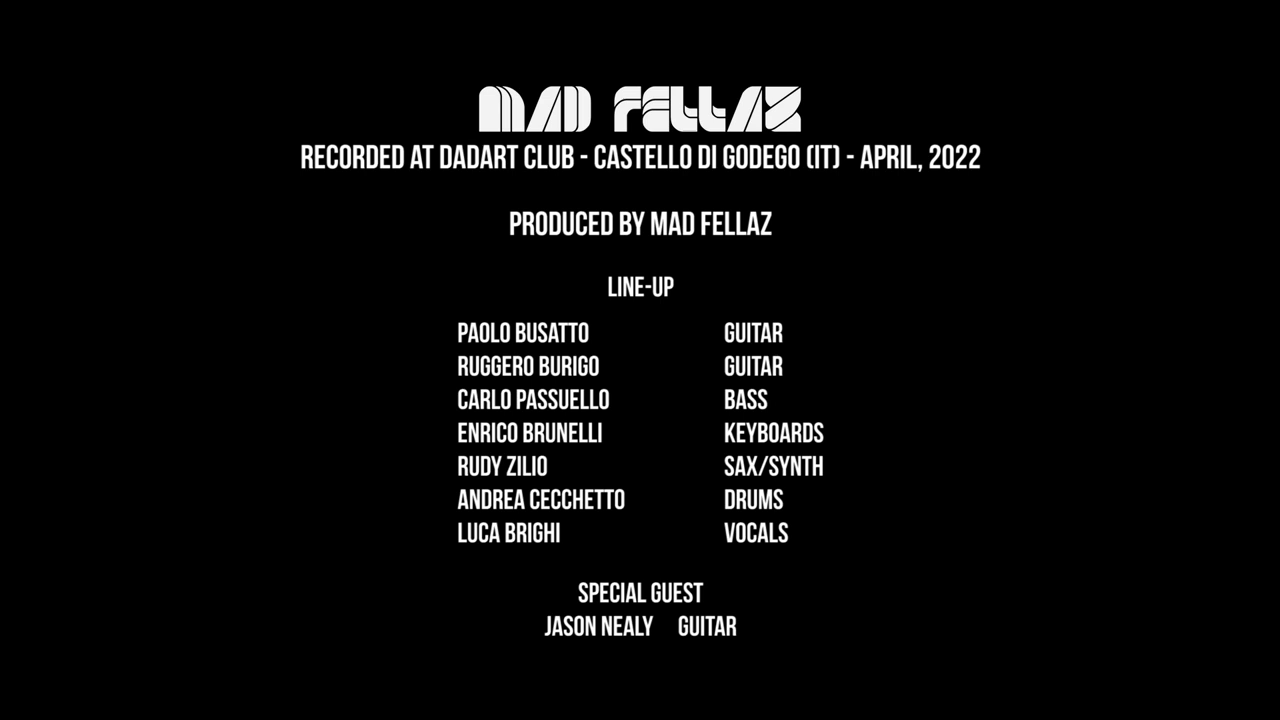 MAD FELLAZ
RECORDED AT DADART CLUB - CASTELLO DI GODEGO (IT) - APRIL, 2022
PRODUCED BY MAD FELLAZ
LINE-UP
PAOLO BUSATTO GUITAR
RUGGERO BURIGO GUITAR
CARLO PASSUELLO BASS
ENRICO BRUNELLI KEYBOARDS
RUDY ZILIO SAX/SYNTH
ANDREA CECCHETTO DRUMS
LUCA BRIGHI VOCALS
SPECIAL GUEST
JASON NEALY GUITAR